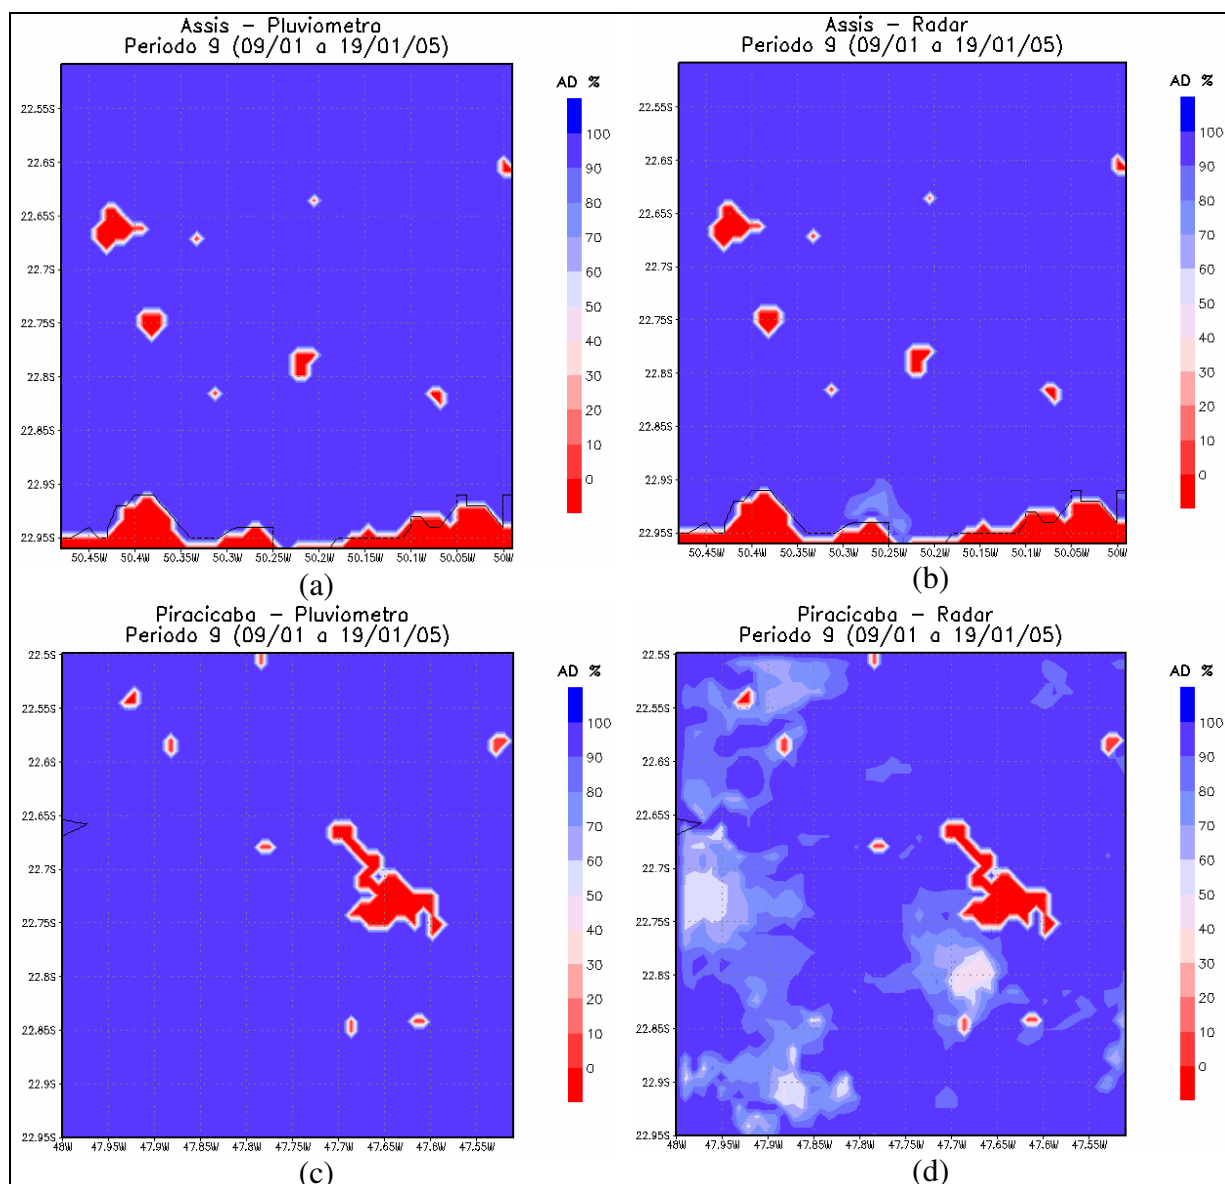 Assis – Pluviometro
Periodo 9 (09/01 a 19/01/05)
AD %
100
90
80
70
60
50
40
30
20
10
0
22.55S
22.6S
22.65S
22.7S
22.75S
22.8S
22.85S
22.9S
22.95S
50.45W 50.4W 50.35W 50.3W 50.25W 50.2W 50.15W 50.1W 50.05W 50W
(a)
Assis – Radar
Periodo 9 (09/01 a 19/01/05)
AD %
100
90
80
70
60
50
40
30
20
10
0
22.55S
22.6S
22.65S
22.7S
22.75S
22.8S
22.85S
22.9S
22.95S
50.45W 50.4W 50.35W 50.3W 50.25W 50.2W 50.15W 50.1W 50.05W 50W
(b)
Piracicaba – Pluviometro
Periodo 9 (09/01 a 19/01/05)
AD %
100
90
80
70
60
50
40
30
20
10
0
22.5S
22.55S
22.6S
22.65S
22.7S
22.75S
22.8S
22.85S
22.9S
22.95S
48W 47.95W 47.9W 47.85W 47.8W 47.75W 47.7W 47.65W 47.6W 47.55W
(c)
Piracicaba – Radar
Periodo 9 (09/01 a 19/01/05)
AD %
100
90
80
70
60
50
40
30
20
10
0
22.5S
22.55S
22.6S
22.65S
22.7S
22.75S
22.8S
22.85S
22.9S
22.95S
48W 47.95W 47.9W 47.85W 47.8W 47.75W 47.7W 47.65W 47.6W 47.55W
(d)